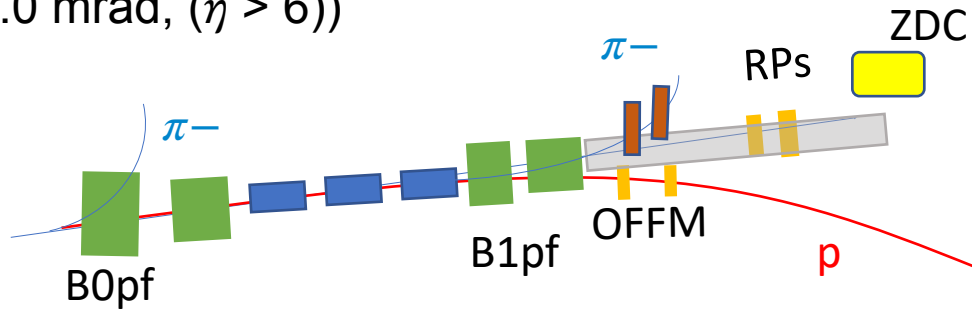 .0 mrad, (η > 6))
ZDC
π−
RPs
π−
OFFM
B1pf
p
B0pf